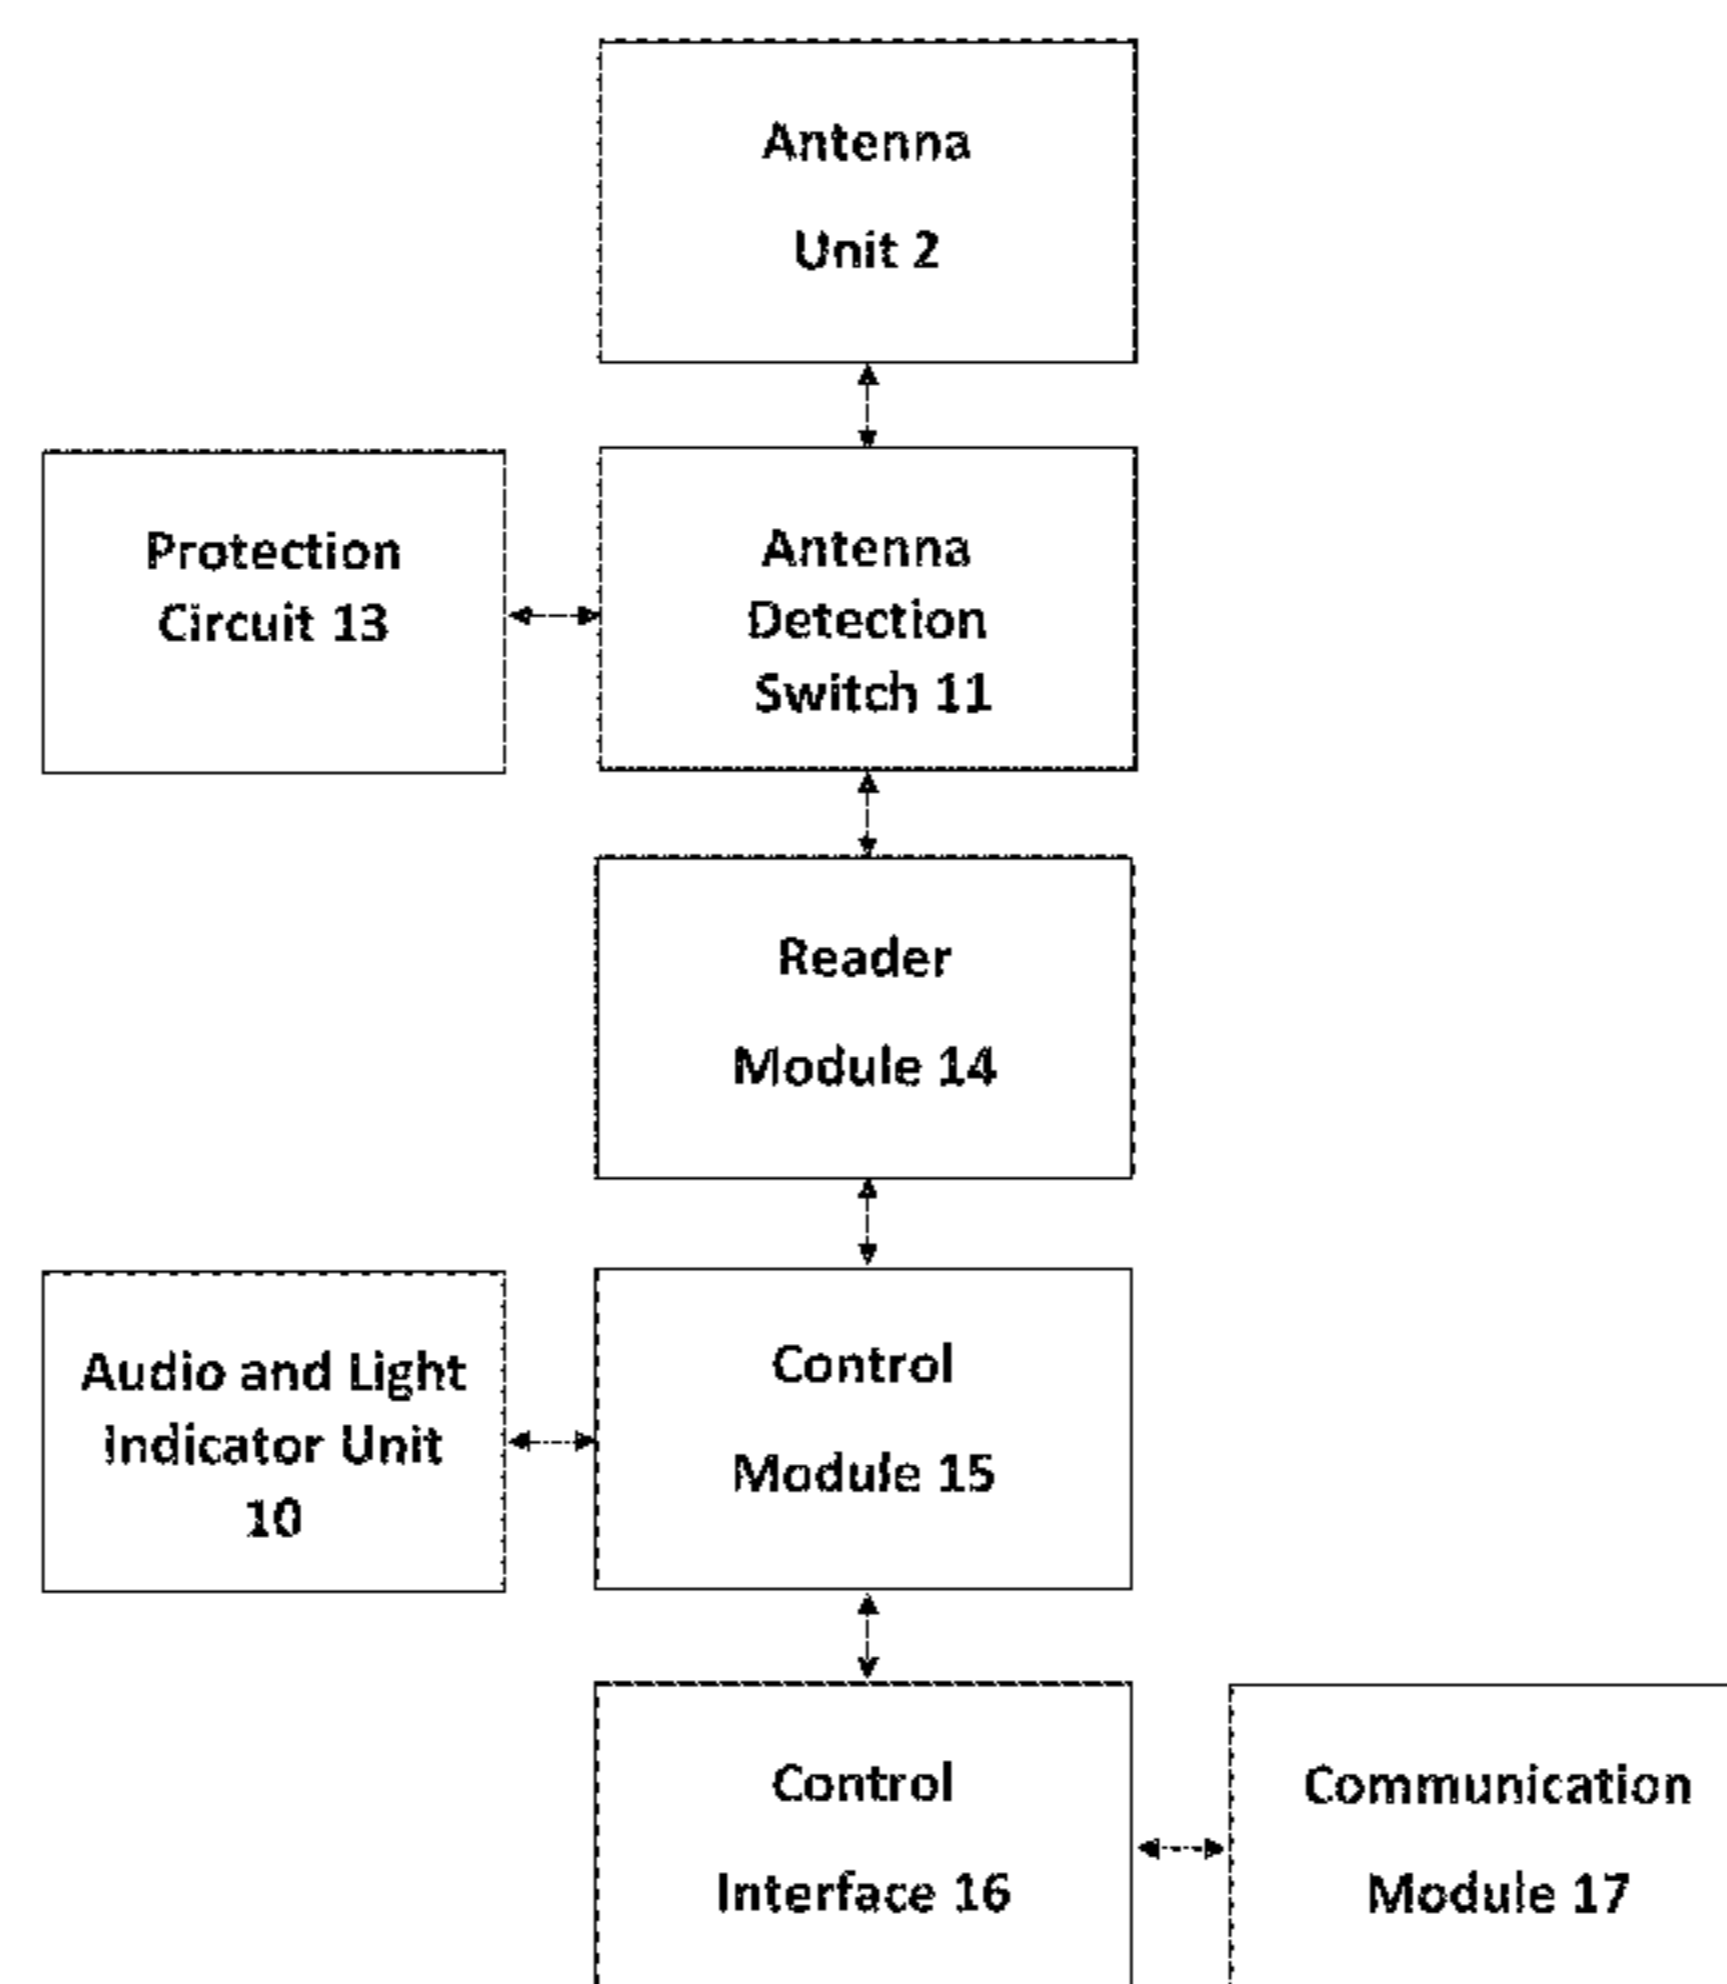 Antenna
Unit 2
Protection
Circuit 13
Antenna
Detection
Switch 11
Reader
Module 14
Audio and Light
Indicator Unit
10
Control
Module 15
Control
Interface 16
Communication
Module 17